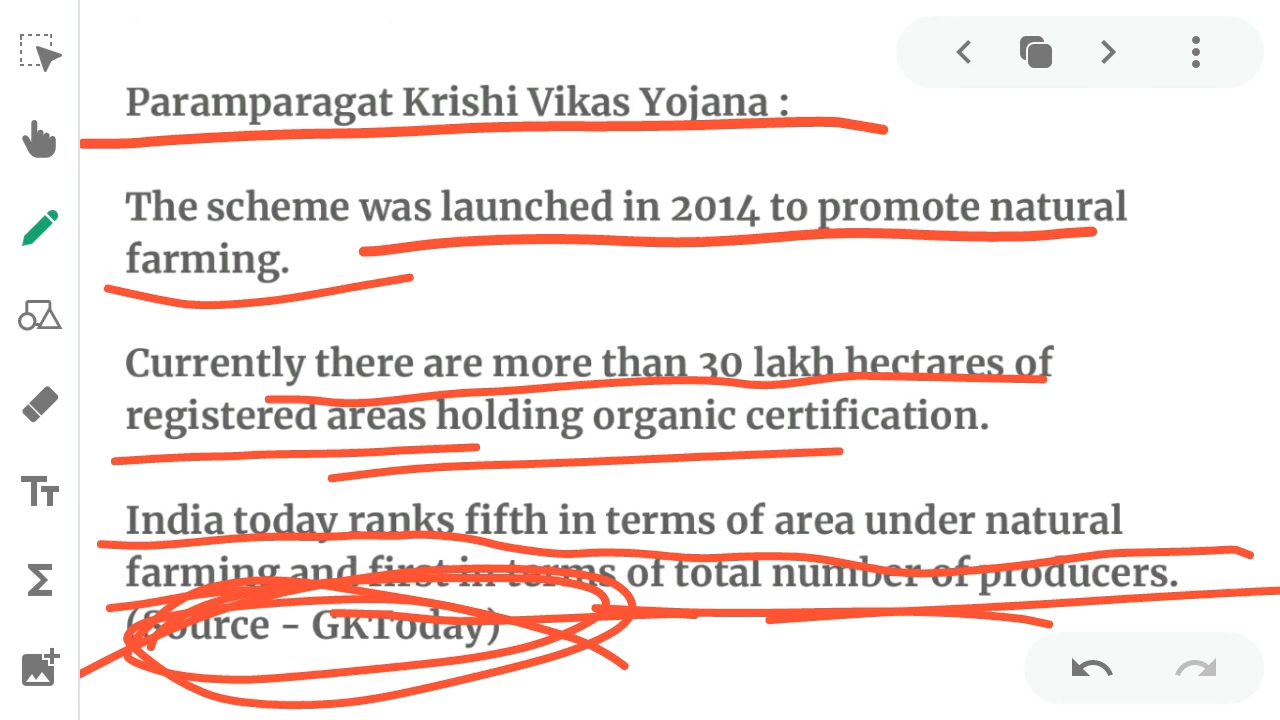 Paramparagat Krishi Vikas Yojana :
The scheme was launched in 2014 to promote natural
farming.
Currently there are more than 30 lakh hectares of
registered areas holding organic certification.
India today ranks fifth in terms of area under natural
farming and first in terms of total number of producers.
(Source - GKToday)